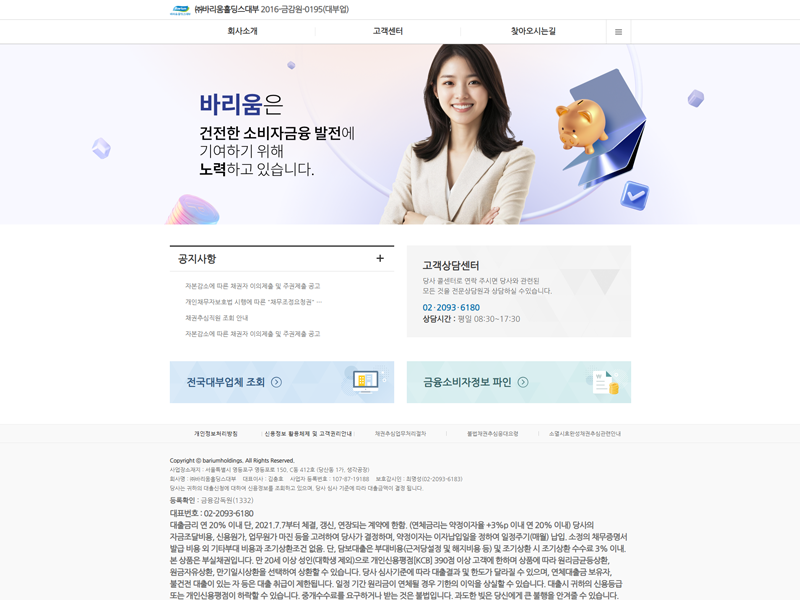 ㈜바리움홀딩스대부 2016-금감원-0195(대부업)
회사소개 고객센터 찾아오시는길
바리움은
건전한 소비자금융 발전에
기여하기 위해
노력하고 있습니다.
공지사항 +
자본감소에 따른 채권자 이의제출 및 주권제출 공고
개인채무자보호법 시행에 따른 "채무조정요청권" ···
채권추심직원 조회 안내
자본감소에 따른 채권자 이의제출 및 주권제출 공고
고객상담센터
당사 콜센터로 연락 주시면 당사와 관련된
모든 것을 전문상담원과 상담하실 수있습니다.
02 · 2093 · 6180
상담시간 : 평일 08:30~17:30
전국대부업체 조회
금융소비자정보 파인
개인정보처리방침 신용정보 활용체제 및 고객권리안내 채권추심업무처리절차 불법채권추심응대요령 소멸시효완성채권추심관련안내
Copyright ⓒ bariumholdings. All Rights Reserved.
사업장소재지 : 서울특별시 영등포구 영등포로 150, C동 412호 (당산동 1가, 생각공장)
회사명 : ㈜바리움홀딩스대부 대표이사 : 김충호 사업자 등록번호 : 107-87-19188 보호감시인 : 최명성(02-2093-6183)
당사는 귀하의 대출신청에 대하여 신용정보를 조회하고 있으며, 당사 심사 기준에 따라 대출금액이 결정 됩니다.
등록확인 : 금융감독원(1332)
대표번호 : 02-2093-6180
대출금리 연 20% 이내 단, 2021.7.7부터 체결, 갱신, 연장되는 계약에 한함. (연체금리는 약정이자율 +3%p 이내 연 20% 이내) 당사의
자금조달비용, 신용원가, 업무원가 마진 등을 고려하여 당사가 결정하며, 약정이자는 이자납입일을 정하여 일정주기(매월) 납입. 소정의 채무증명서
발급 비용 외 기타부대 비용과 조기상환조건 없음. 단, 담보대출은 부대비용(근저당설정 및 해지비용 등) 및 조기상환 시 조기상환 수수료 3% 이내.
본 상품은 부실채권입니다. 만 20세 이상 성인(대학생 제외)으로 개인신용평점[KCB] 390점 이상 고객에 한하며 상품에 따라 원리금균등상환,
원금자유상환, 만기일시상환을 선택하여 상환할 수 있습니다. 당사 심사기준에 따라 대출결과 및 한도가 달라질 수 있으며, 연체대출금 보유자,
불건전 대출이 있는 자 등은 대출 취급이 제한됩니다. 일정 기간 원리금이 연체될 경우 기한의 이익을 상실할 수 있습니다. 대출시 귀하의 신용등급
또는 개인신용평점이 하락할 수 있습니다. 중개수수료를 요구하거나 받는 것은 불법입니다. 과도한 빚은 당신에게 큰 불행을 안겨줄 수 있습니다.